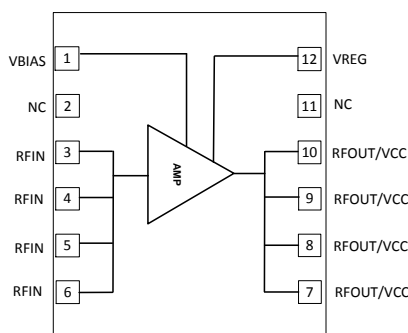 VBIAS 1 12 VREG
NC 2 11 NC
RFIN 3 10 RFOUT/VCC
RFIN 4 9 RFOUT/VCC
RFIN 5 8 RFOUT/VCC
RFIN 6 7 RFOUT/VCC
AMP